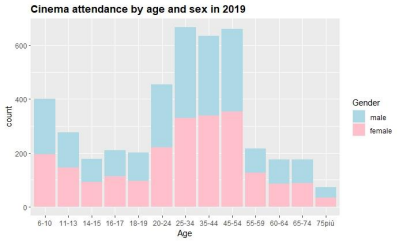 Cinema attendance by age and sex in 2019
600
400
200
0
count
6-10 11-13 14-15 16-17 18-19 20-24 25-34 35-44 45-54 55-59 60-64 65-74 75più
Age
Gender
male
female